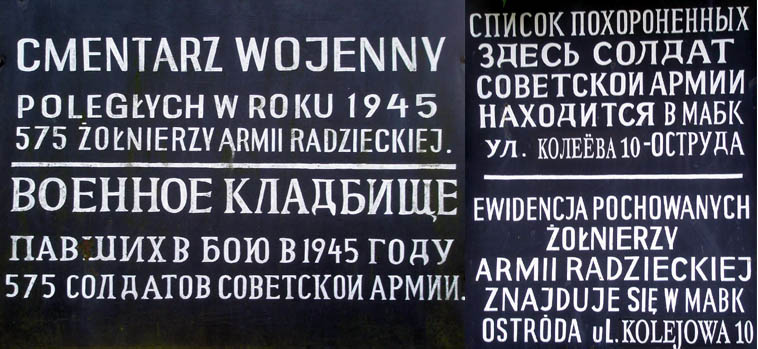 CMENTARZ WOJENNY
POLEGŁYCH W ROKU 1945
575 ŻOŁNIERZY ARMII RADZIECKIEJ.
ВОЕННОЕ КЛАДБИЩЕ
ПАВШИХ В БОЮ В 1945 ГОДУ
575 СОЛДАТОВ СОВЕТСКОИ АРМИИ.
СПИСОК ПОХОРОНЕННЫХ
ЗДЕСЬ СОЛДАТ
СОВЕТСКОИ АРМИИ
НАХОДИТСЯ В МАБК
УЛ. КОЛЕЁВА 10-ОСТРУДА
EWIDENCJA POCHOWANYCH
ŻOŁNIERZY
ARMII RADZIECKIEJ
ZNAJDUJE SIĘ W MABK
OSTRÓDA uL. KOLEJOWA 10